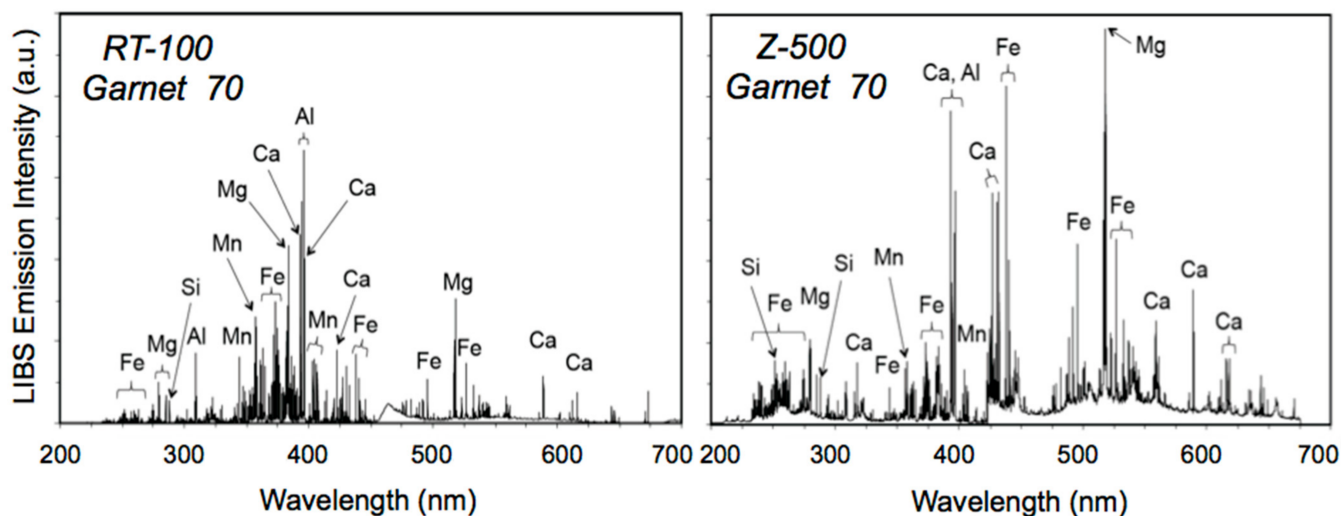 RT-100
Garnet 70
Al
Ca
Mg
Ca
Mn
Fe
Si
Mg
Al
Mn
Mn
Ca
Fe
Mg
Fe
Fe
Fe
Ca
Ca
LIBS Emission Intensity (a.u.)
200 300 400 500 600 700
Wavelength (nm)
Z-500
Garnet 70
Fe
Mg
Ca, Al
Ca
Fe
Fe
Si
Fe
Mg
Si
Mn
Ca
Fe
Fe
Mn
Ca
Ca
Ca
200 300 400 500 600 700
Wavelength (nm)